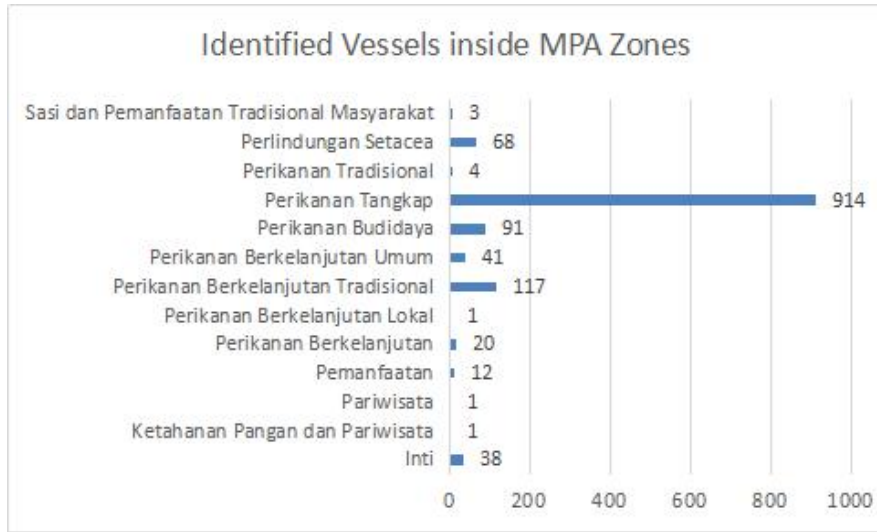 Identified Vessels inside MPA Zones
Sasi dan Pemanfaatan Tradisional Masyarakat 3
Perlindungan Setacea 68
Perikanan Tradisional 4
Perikanan Tangkap 914
Perikanan Budidaya 91
Perikanan Berkelanjutan Umum 41
Perikanan Berkelanjutan Tradisional 117
Perikanan Berkelanjutan Lokal 1
Perikanan Berkelanjutan 20
Pemanfaatan 12
Pariwisata 1
Ketahanan Pangan dan Pariwisata 1
Inti 38
0 200 400 600 800 1000